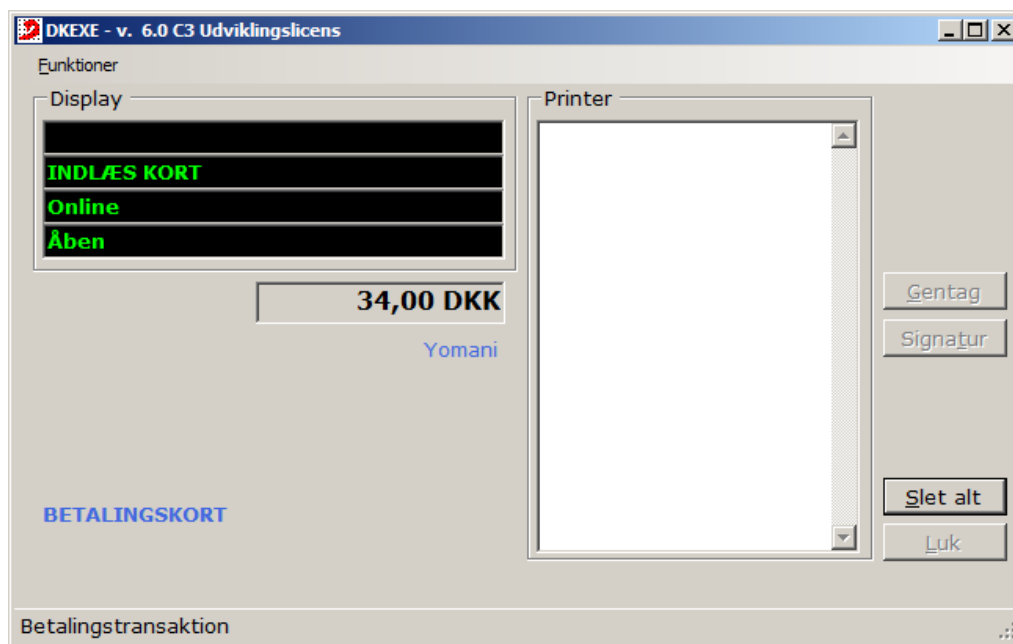 DKEXE - v. 6.0 C3 Udviklingslicens
Funktioner
Display
INDLÆS KORT
Online
Åben
34,00 DKK
Yomani
BETALINGSKORT
Printer
Gentag
Signatur
Slet alt
Luk
Betalingstransaktion